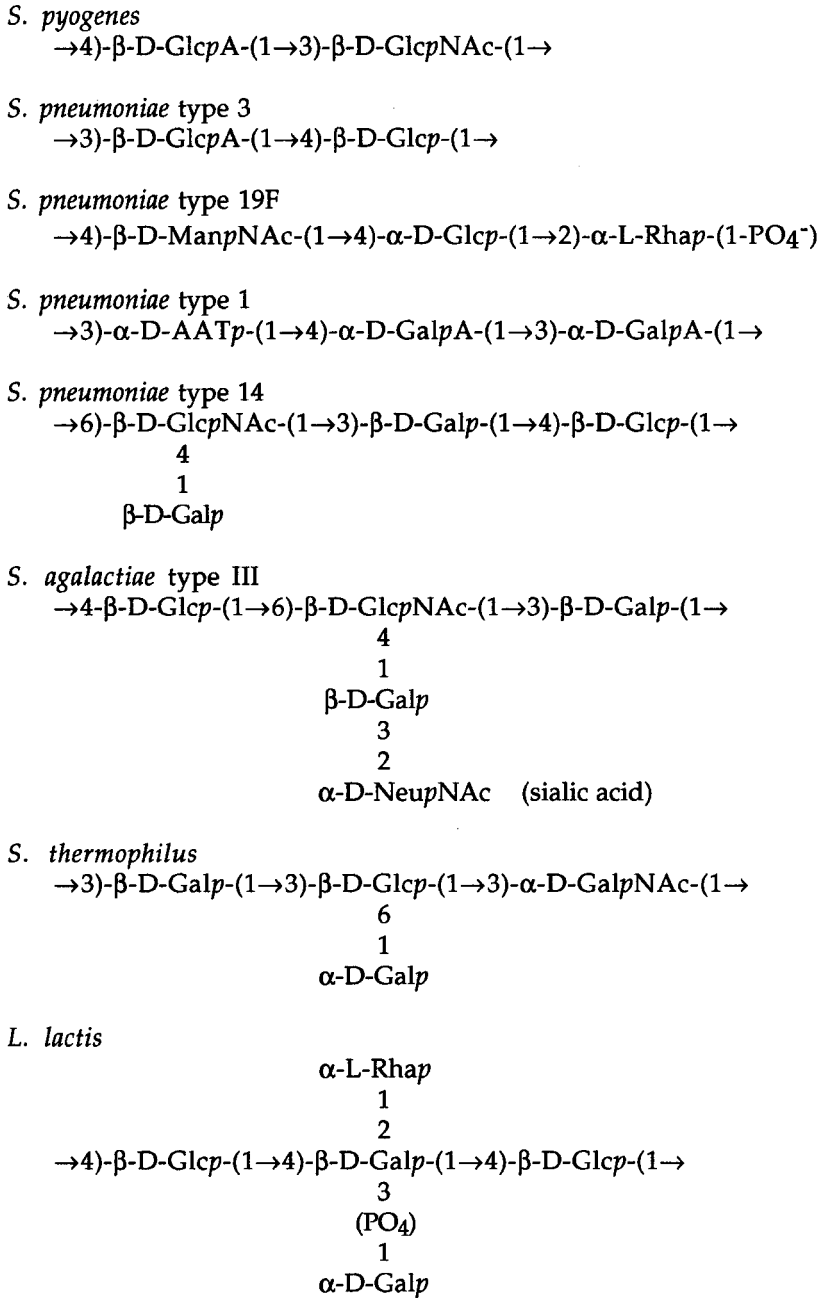 S. pyogenes
→4)-β-D-GlcpA-(1→3)-β-D-GlcpNAc-(1→
S. pneumoniae type 3
→3)-β-D-GlcpA-(1→4)-β-D-Glcp-(1→
S. pneumoniae type 19F
→4)-β-D-ManpNAc-(1→4)-α-D-Glcp-(1→2)-α-L-Rhap-(1-PO₄⁻)
S. pneumoniae type 1
→3)-α-D-AATp-(1→4)-α-D-GalpA-(1→3)-α-D-GalpA-(1→
S. pneumoniae type 14
→6)-β-D-GlcpNAc-(1→3)-β-D-Galp-(1→4)-β-D-Glcp-(1→
4
1
β-D-Galp
S. agalactiae type III
→4-β-D-Glcp-(1→6)-β-D-GlcpNAc-(1→3)-β-D-Galp-(1→
4
1
β-D-Galp
3
2
α-D-NeupNAc (sialic acid)
S. thermophilus
→3)-β-D-Galp-(1→3)-β-D-Glcp-(1→3)-α-D-GalpNAc-(1→
6
1
α-D-Galp
L. lactis
α-L-Rhap
1
2
→4)-β-D-Glcp-(1→4)-β-D-Galp-(1→4)-β-D-Glcp-(1→
3
(PO₄)
1
α-D-Galp